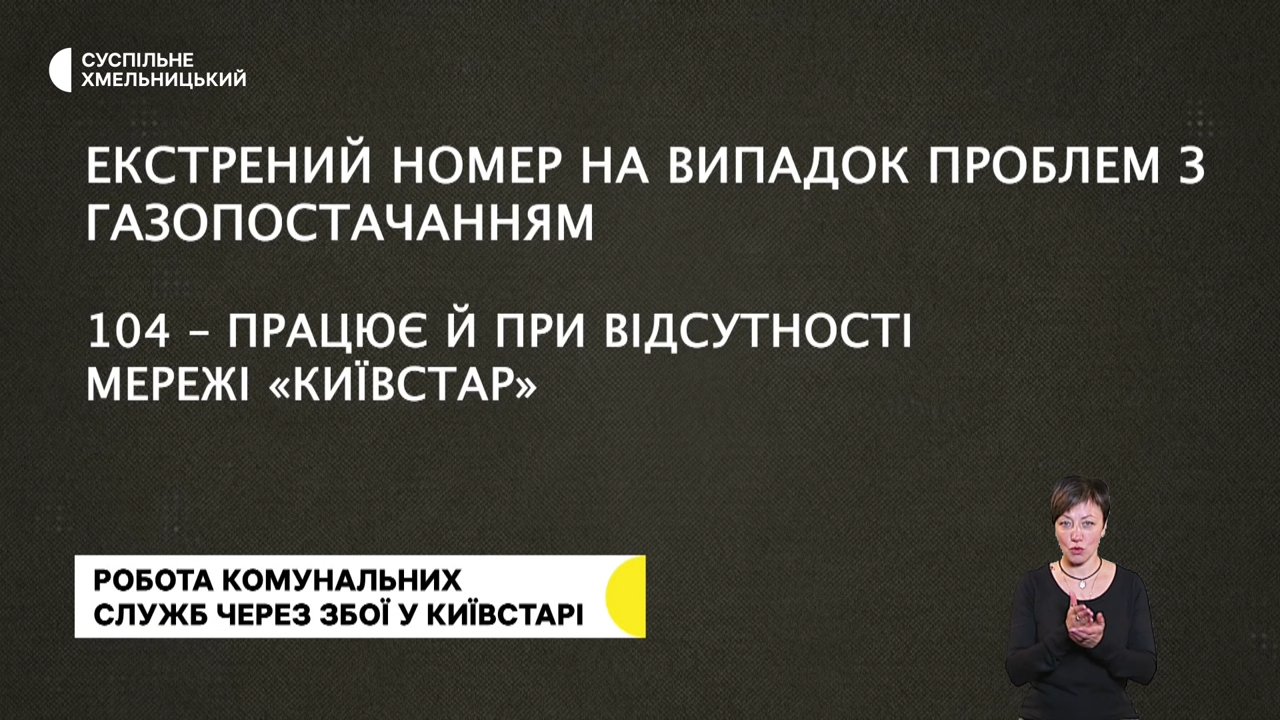 СУСПІЛЬНЕ
ХМЕЛЬНИЦЬКИЙ
ЕКСТРЕНИЙ НОМЕР НА ВИПАДОК ПРОБЛЕМ З
ГАЗОПОСТАЧАННЯМ
104 – ПРАЦЮЄ Й ПРИ ВІДСУТНОСТІ
МЕРЕЖІ «КИЇВСТАР»
РОБОТА КОМУНАЛЬНИХ
СЛУЖБ ЧЕРЕЗ ЗБОЇ У КИЇВСТАРІ